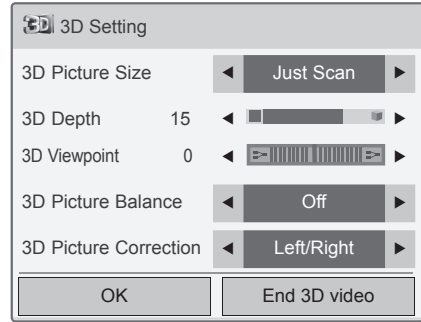 3D 3D Setting
3D Picture Size Just Scan
3D Depth 15
3D Viewpoint 0
3D Picture Balance Off
3D Picture Correction Left/Right
OK End 3D video